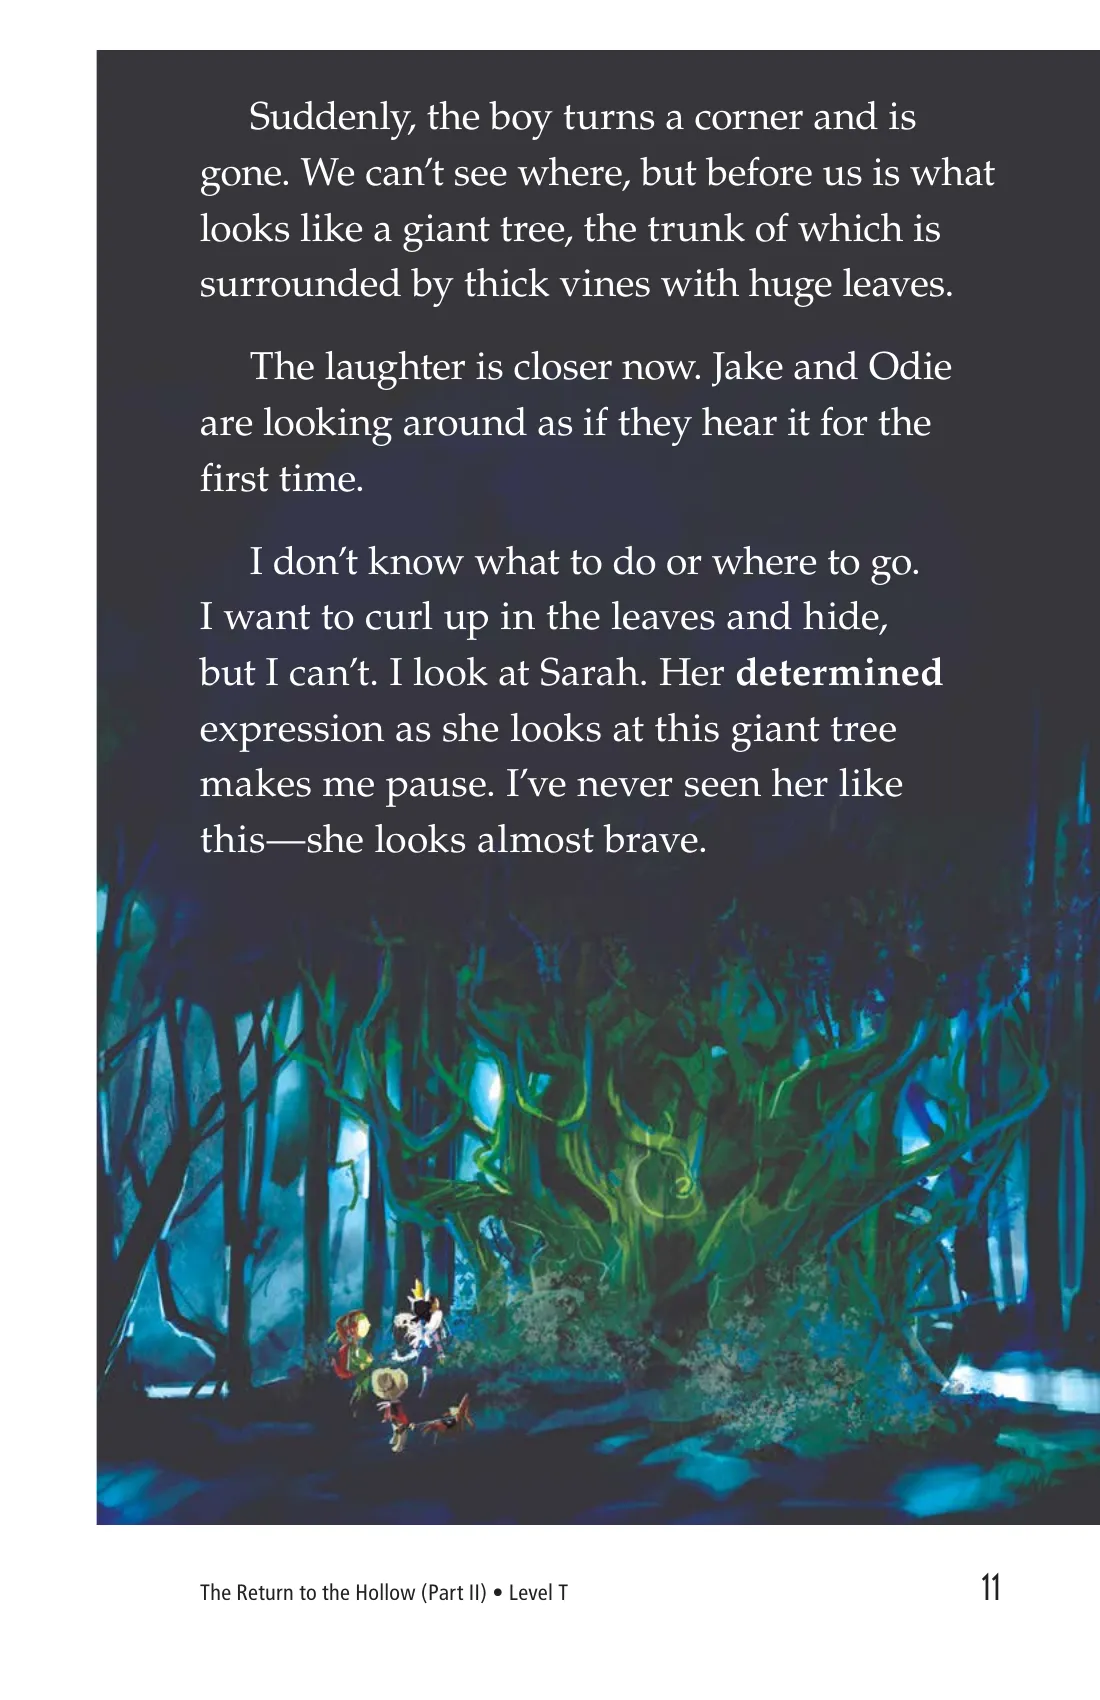 Suddenly, the boy turns a corner and is
gone. We can’t see where, but before us is what
looks like a giant tree, the trunk of which is
surrounded by thick vines with huge leaves.
The laughter is closer now. Jake and Odie
are looking around as if they hear it for the
first time.
I don’t know what to do or where to go.
I want to curl up in the leaves and hide,
but I can’t. I look at Sarah. Her determined
expression as she looks at this giant tree
makes me pause. I’ve never seen her like
this—she looks almost brave.
The Return to the Hollow (Part II) • Level T
11